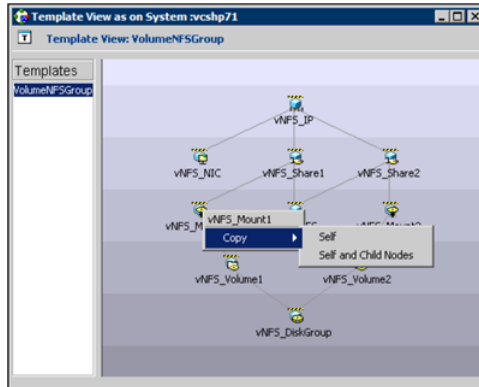 Template View as on System :vcshp71
Template View: VolumeNFSGroup
Templates
VolumeNFSGroup
vNFS_IP
vNFS_NIC
vNFS_Share1
vNFS_Share2
vNFS_Mount1
Copy
Self
Self and Child Nodes
vNFS_Volume1
vNFS_Volume2
vNFS_DiskGroup